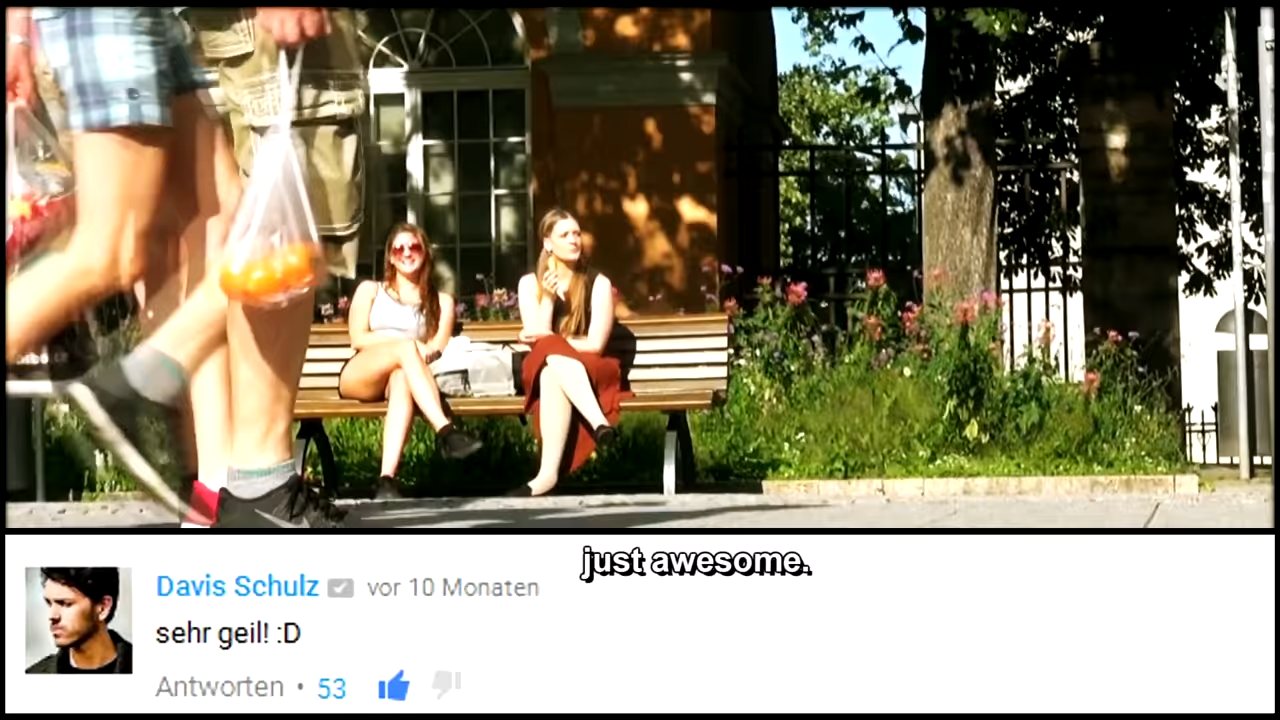 just awesome.
Davis Schulz vor 10 Monaten
sehr geil! :D
Antworten • 53